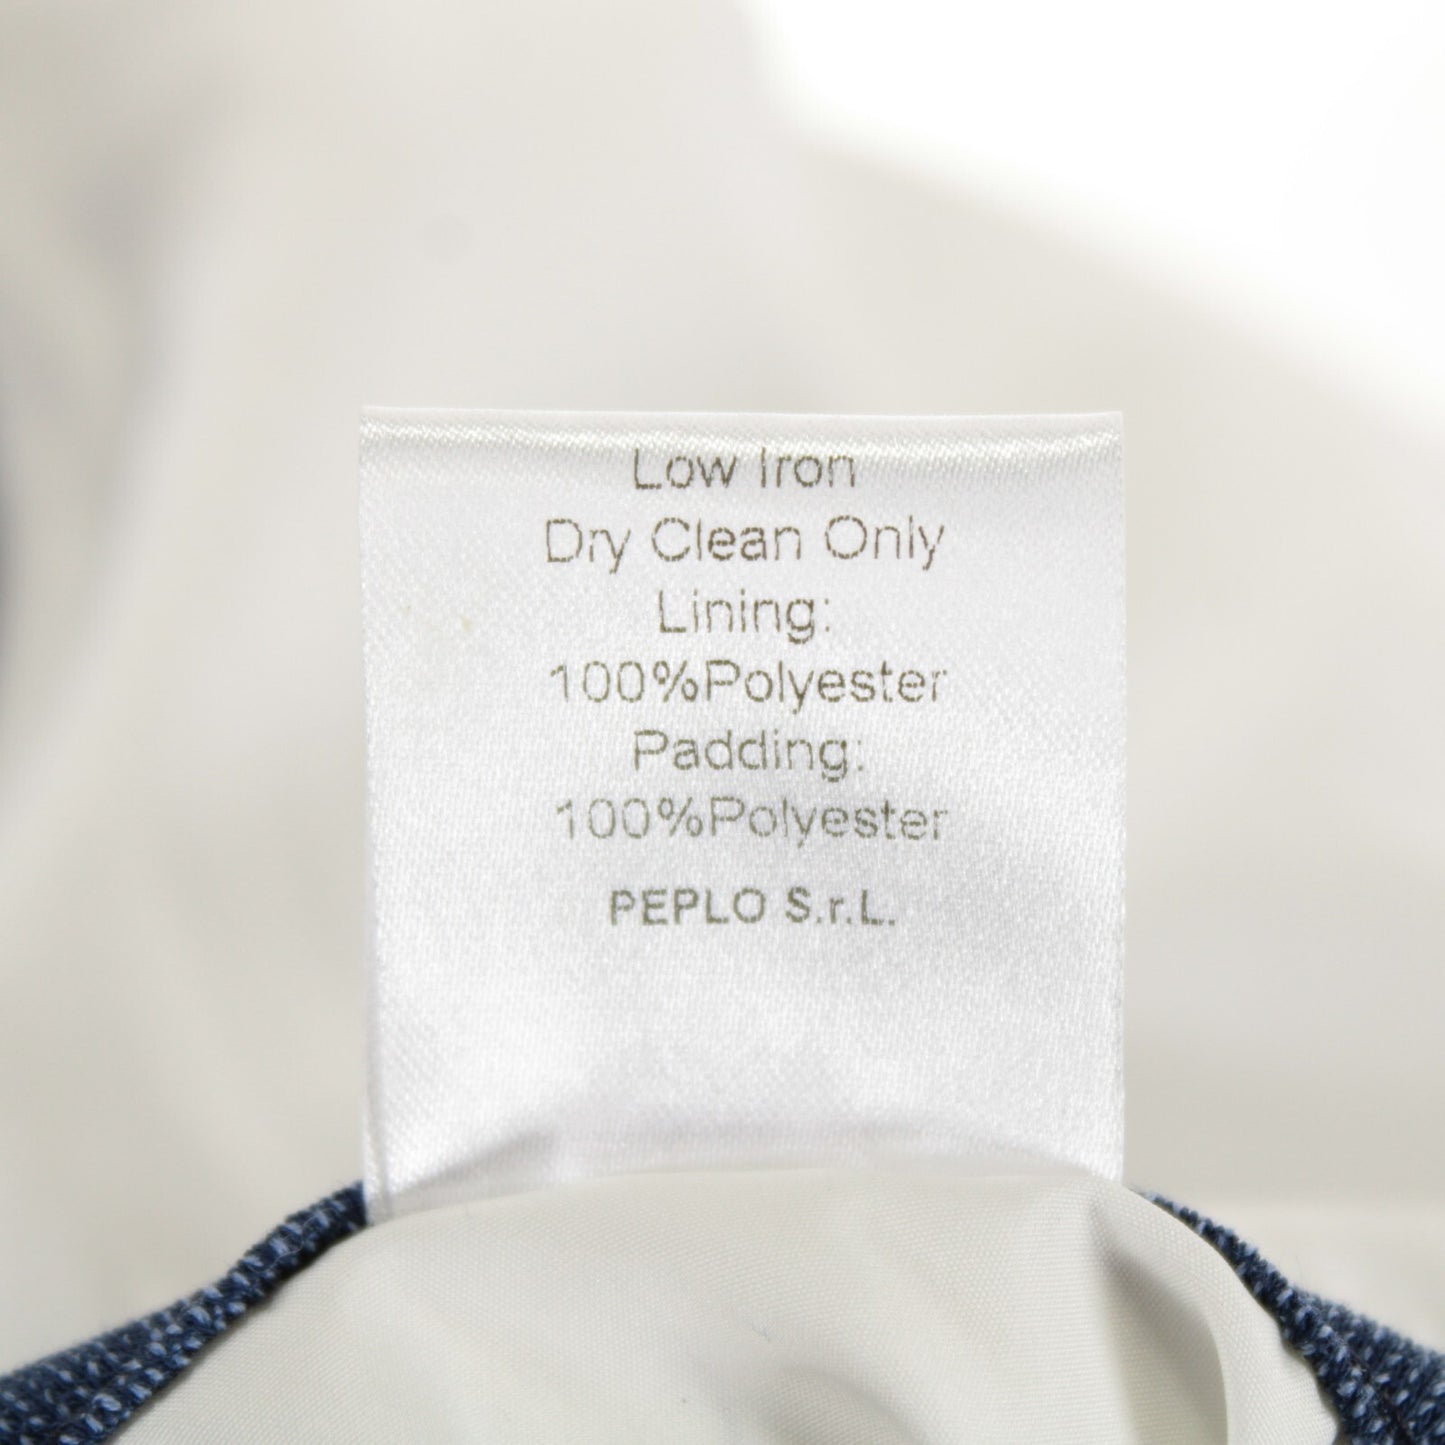 Low Iron
Dry Clean Only
Lining:
100%Polyester
Padding:
100%Polyester
PEPLO S.r.L.